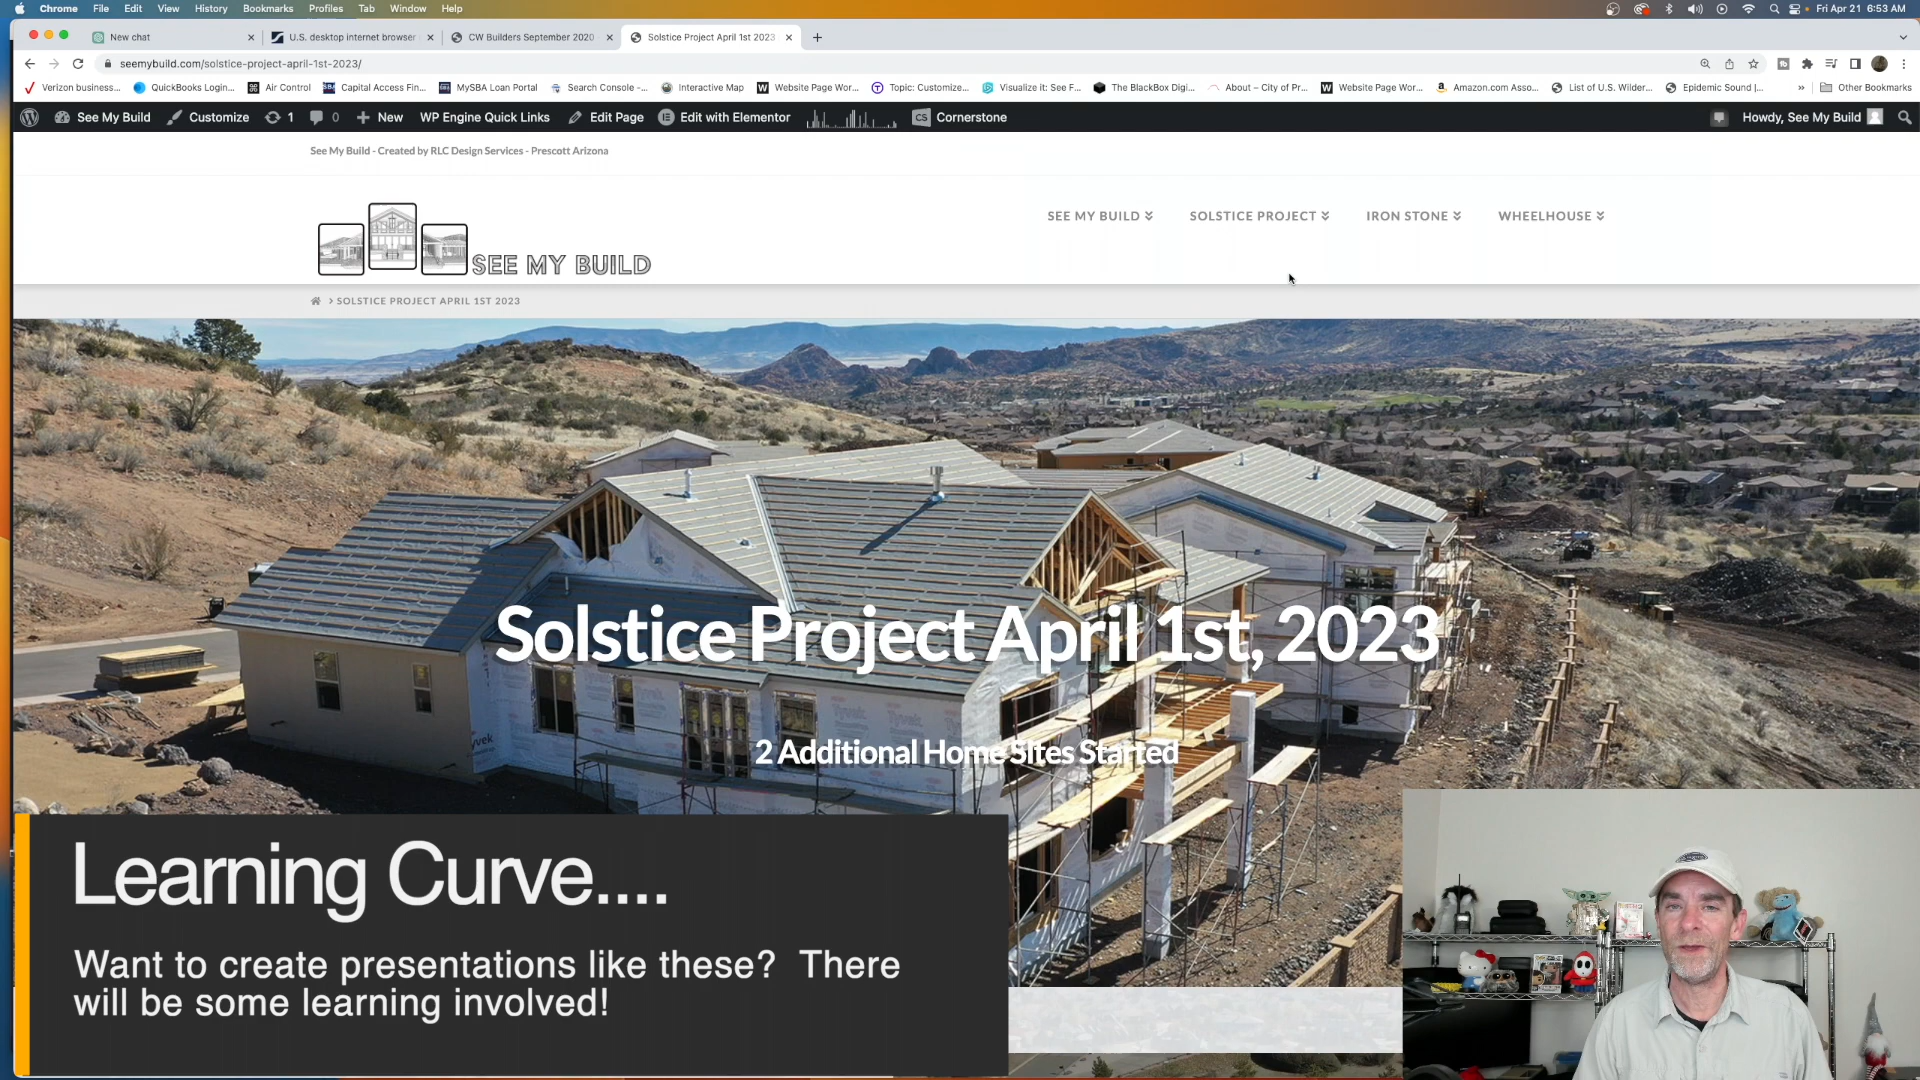 Chrome File Edit View History Bookmarks Profiles Tab Window Help Fri Apr 21 6:53 AM
New chat U.S. desktop internet browser CW Builders September 2020 Solstice Project April 1st 2023
seemybuild.com/solstice-project-april-1st-2023/
Verizon business... QuickBooks Login... Air Control Capital Access Fin... MySBA Loan Portal Search Console -... Interactive Map Website Page Wor... Topic: Customize... Visualize it: See F... The BlackBox Digi... About – City of Pr... Website Page Wor... Amazon.com Asso... List of U.S. Wilder... Epidemic Sound |... » Other Bookmarks
See My Build Customize 1 0 New WP Engine Quick Links Edit Page Edit with Elementor CS Cornerstone Howdy, See My Build
See My Build - Created by RLC Design Services - Prescott Arizona
SEE MY BUILD SOLSTICE PROJECT IRON STONE WHEELHOUSE
SEE MY BUILD
SOLSTICE PROJECT APRIL 1ST 2023
Solstice Project April 1st, 2023
2 Additional Home Sites Started
Learning Curve....
Want to create presentations like these? There
will be some learning involved!